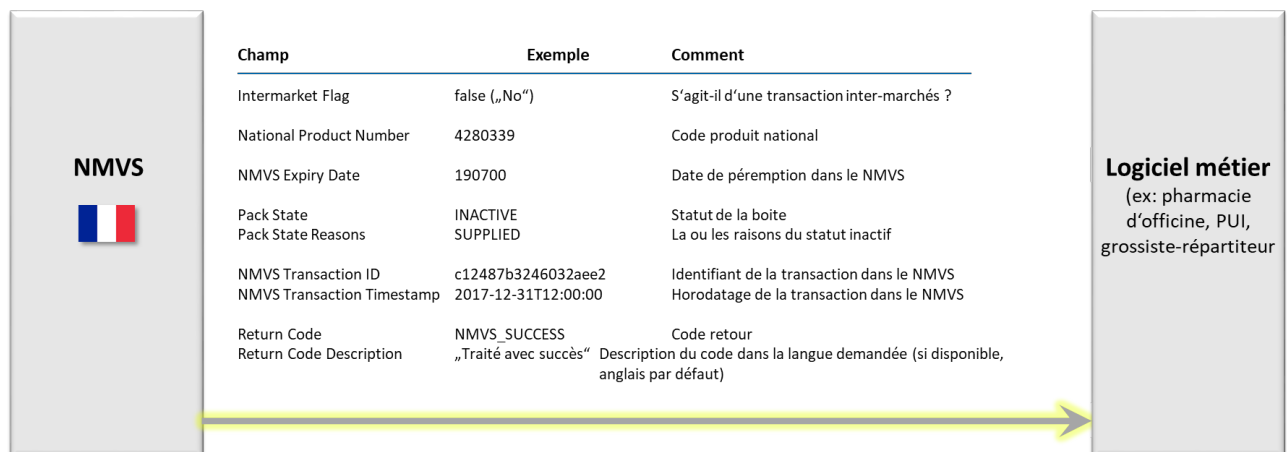 Champ Exemple Comment
Intermarket Flag false („No“) S‘agit-il d‘une transaction inter-marchés ?
National Product Number 4280339 Code produit national
NMVS
NMVS Expiry Date 190700 Date de péremption dans le NMVS
Logiciel métier
(ex: pharmacie
d‘officine, PUI,
grossiste-répartiteur
Pack State INACTIVE Statut de la boite
Pack State Reasons SUPPLIED La ou les raisons du statut inactif
NMVS Transaction ID c12487b3246032aee2 Identifiant de la transaction dans le NMVS
NMVS Transaction Timestamp 2017-12-31T12:00:00 Horodatage de la transaction dans le NMVS
Return Code NMVS_SUCCESS Code retour
Return Code Description „Traité avec succès“ Description du code dans la langue demandée (si disponible,
anglais par défaut)